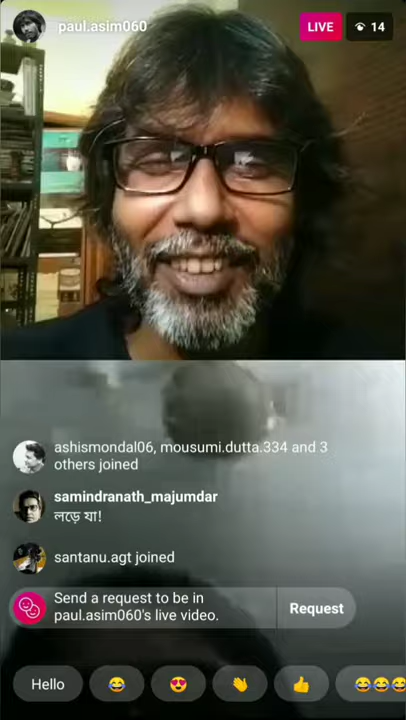 paul.asim060
LIVE
14
ashismondal06, mousumi.dutta.334 and 3
others joined
samindranath_majumdar
লড়ে যা!
santanu.agt joined
Send a request to be in
paul.asim060's live video.
Request
Hello